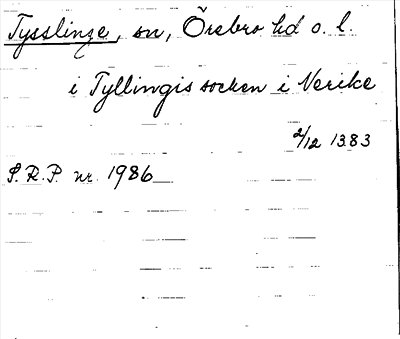 Tysslinge, sn, Örebro hd o. l.
i Tyllingis socken i Nerike
2/12 1383
S.R.P. nr 1986